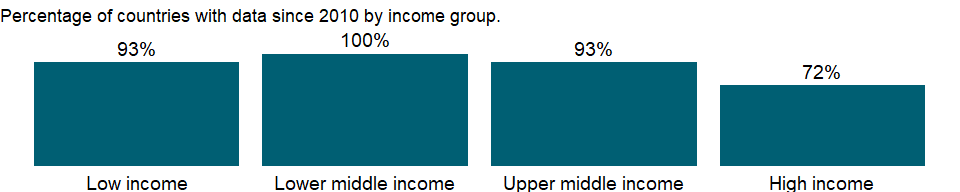 Percentage of countries with data since 2010 by income group.
93%
100%
93%
72%
Low income
Lower middle income
Upper middle income
High income